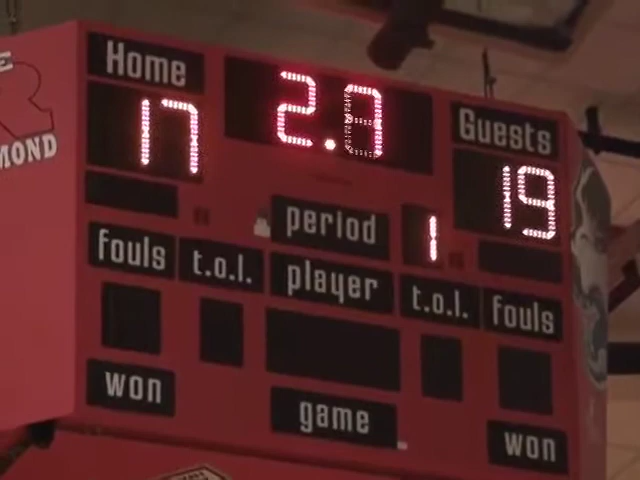 Home
17
2.7
Guests
19
period
1
fouls
t.o.l.
player
t.o.l.
fouls
won
game
won
R
MOND